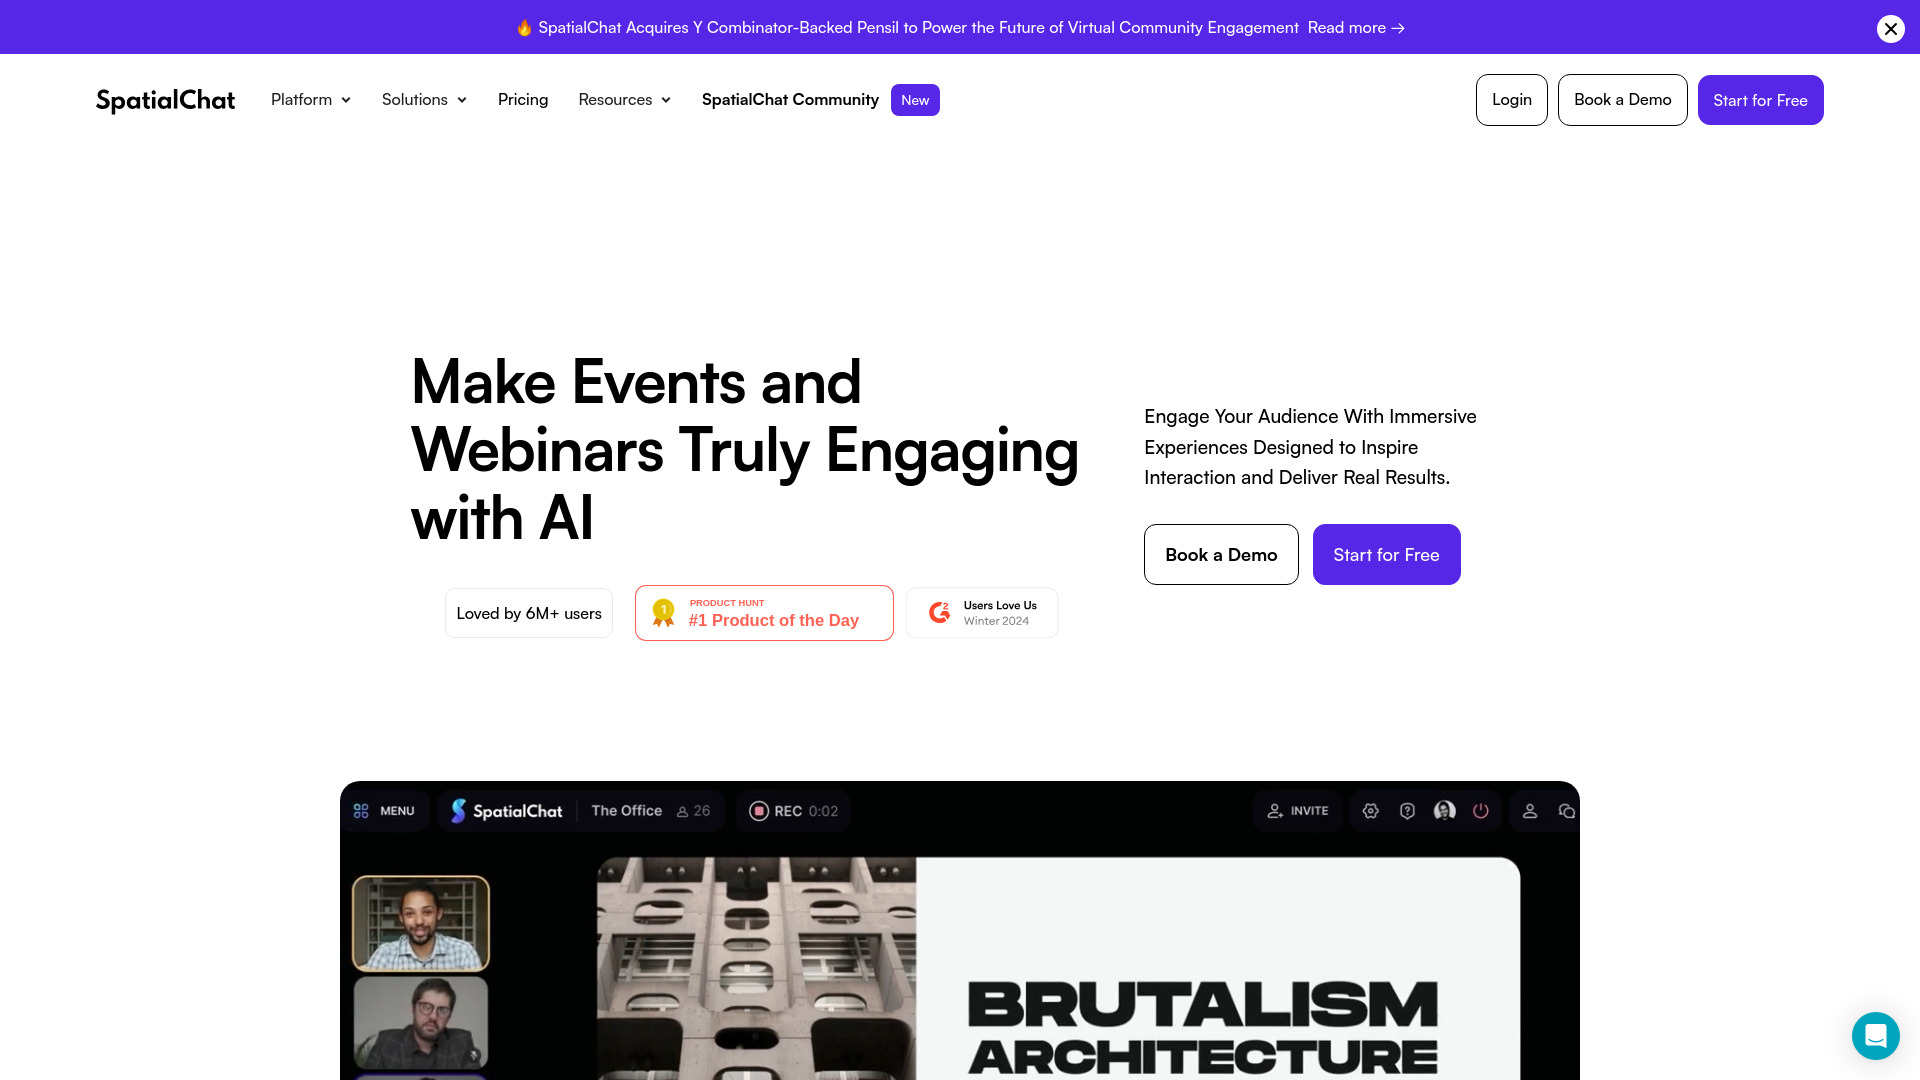 🔥 SpatialChat Acquires Y Combinator-Backed Pensil to Power the Future of Virtual Community Engagement Read more →
SpatialChat Platform Solutions Pricing Resources SpatialChat Community New Login Book a Demo Start for Free
Make Events and
Webinars Truly Engaging
with AI
Engage Your Audience With Immersive
Experiences Designed to Inspire
Interaction and Deliver Real Results.
Book a Demo Start for Free
Loved by 6M+ users
1 PRODUCT HUNT
#1 Product of the Day
G2 Users Love Us
Winter 2024
MENU SpatialChat The Office 26 REC 0:02 INVITE
BRUTALISM
ARCHITECTURE